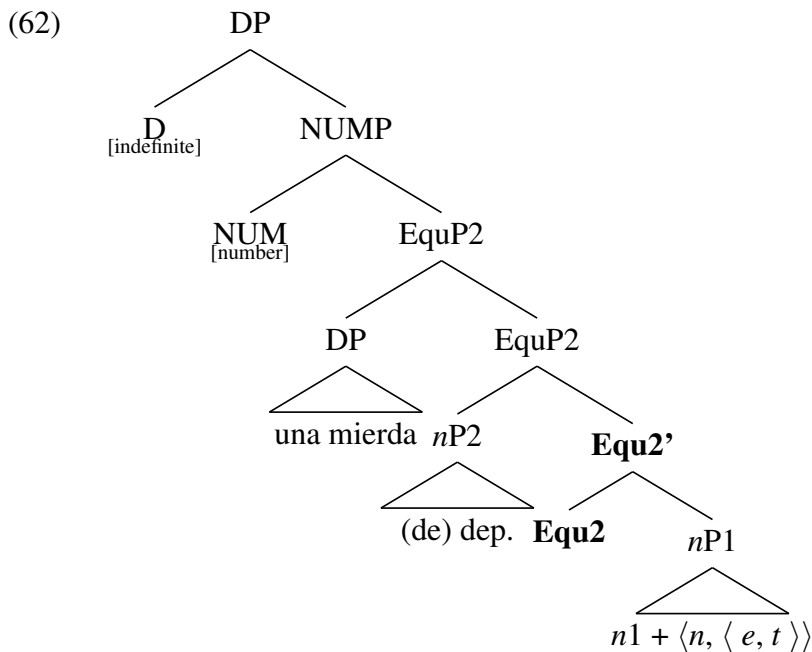 (62) DP
D NUMP
[indefinite]
NUM EquP2
[number]
DP EquP2
una mierda nP2 Equ2’
(de) dep. Equ2 nP1
n1 + ⟨n, ⟨ e, t ⟩⟩